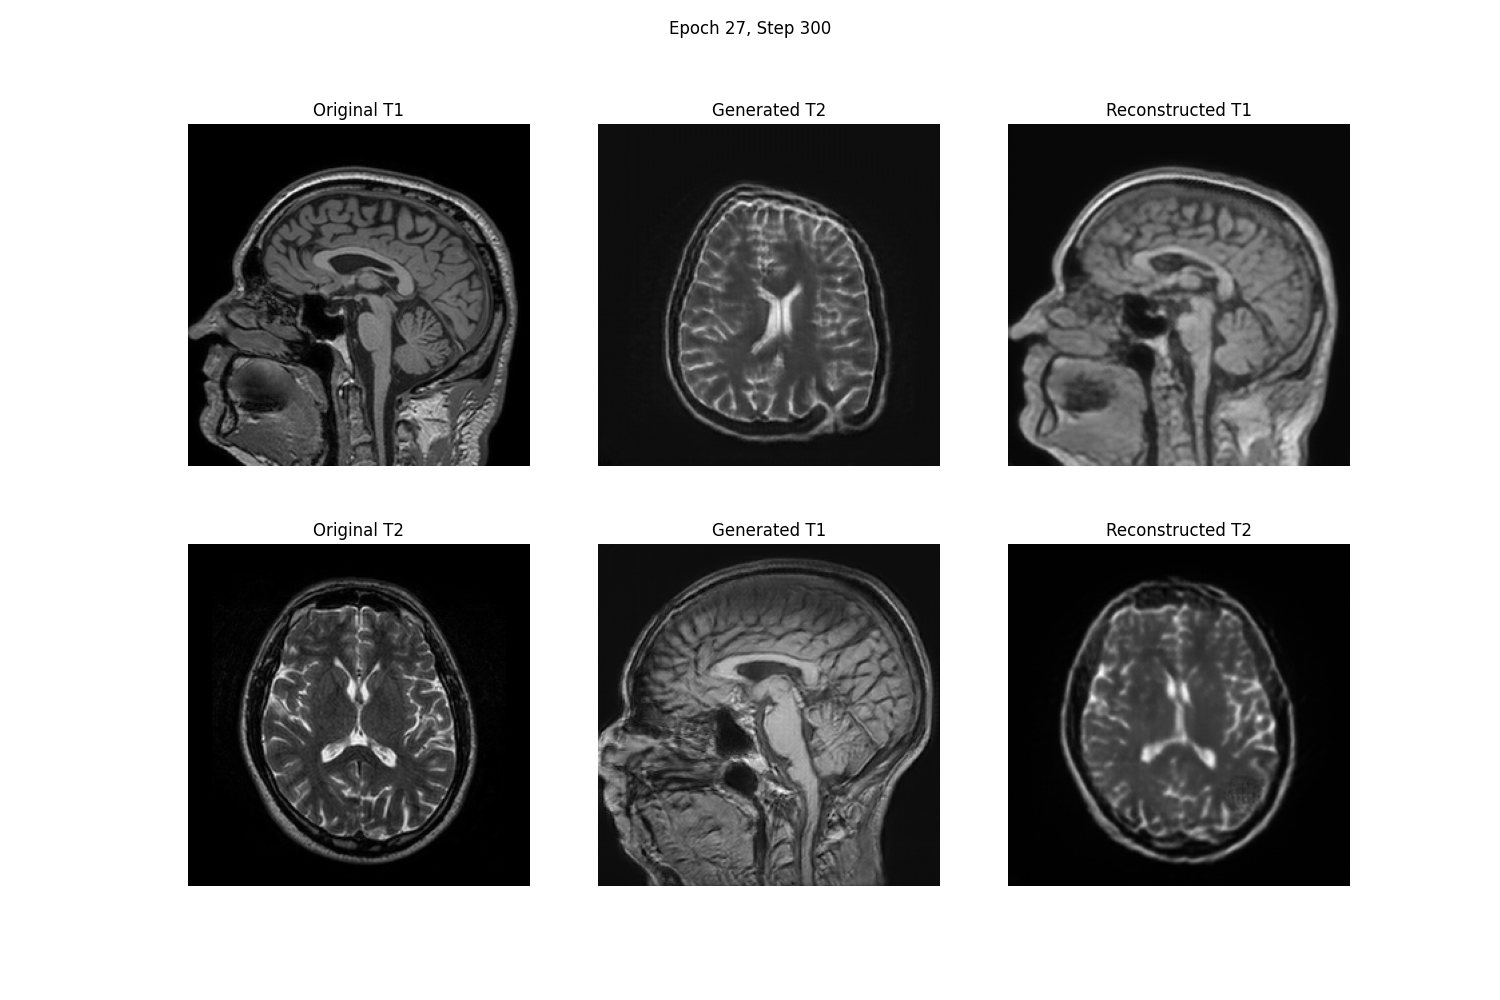 Epoch 27, Step 300
Original T1
Generated T2
Reconstructed T1
Original T2
Generated T1
Reconstructed T2